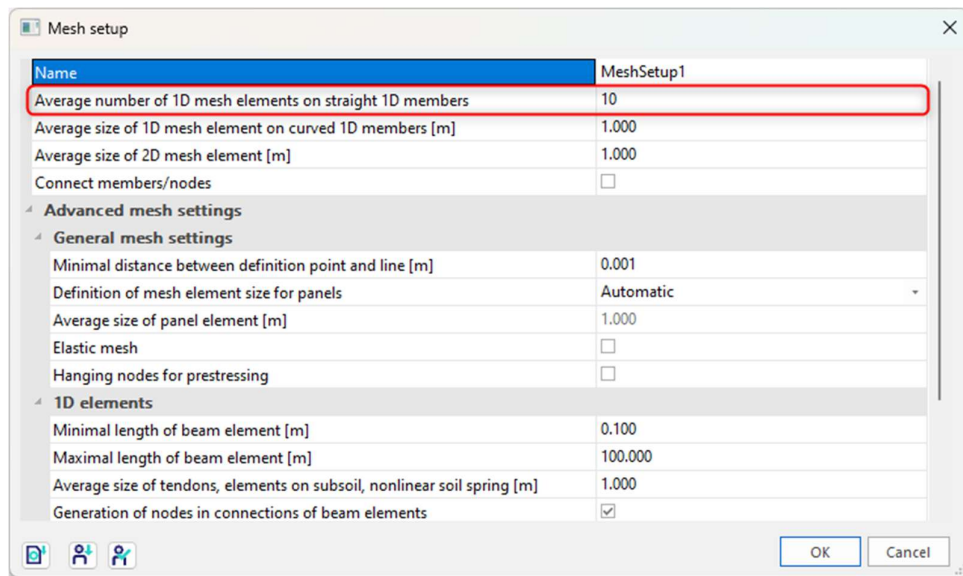 Mesh setup
Name MeshSetup1
Average number of 1D mesh elements on straight 1D members 10
Average size of 1D mesh element on curved 1D members [m] 1.000
Average size of 2D mesh element [m] 1.000
Connect members/nodes
Advanced mesh settings
General mesh settings
Minimal distance between definition point and line [m] 0.001
Definition of mesh element size for panels Automatic
Average size of panel element [m] 1.000
Elastic mesh
Hanging nodes for prestressing
1D elements
Minimal length of beam element [m] 0.100
Maximal length of beam element [m] 100.000
Average size of tendons, elements on subsoil, nonlinear soil spring [m] 1.000
Generation of nodes in connections of beam elements
OK Cancel